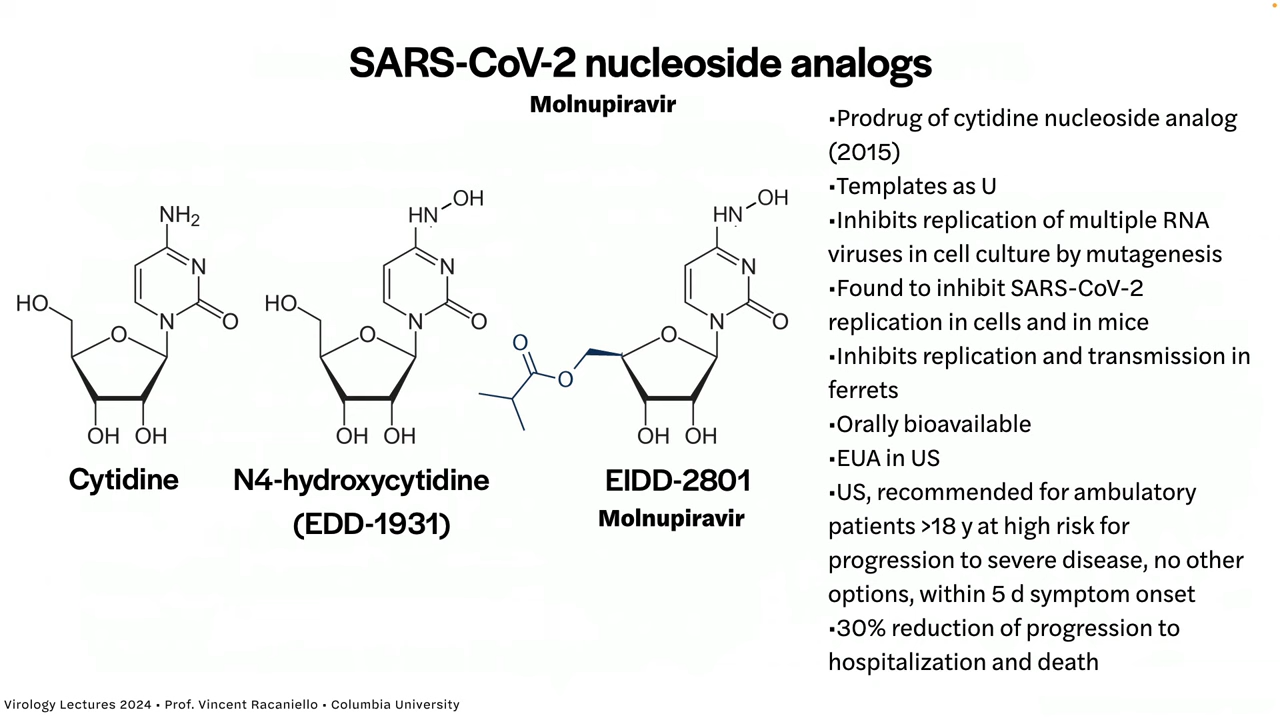 SARS-CoV-2 nucleoside analogs
Molnupiravir
NH2
N
HO
N
O
O
OH OH
Cytidine
OH
HN
N
HO
N
O
O
OH OH
N4-hydroxycytidine
(EDD-1931)
OH
HN
N
O
N
O
O
O
OH OH
EIDD-2801
Molnupiravir
▪Prodrug of cytidine nucleoside analog
(2015)
▪Templates as U
▪Inhibits replication of multiple RNA
viruses in cell culture by mutagenesis
▪Found to inhibit SARS-CoV-2
replication in cells and in mice
▪Inhibits replication and transmission in
ferrets
▪Orally bioavailable
▪EUA in US
▪US, recommended for ambulatory
patients >18 y at high risk for
progression to severe disease, no other
options, within 5 d symptom onset
▪30% reduction of progression to
hospitalization and death
Virology Lectures 2024 • Prof. Vincent Racaniello • Columbia University